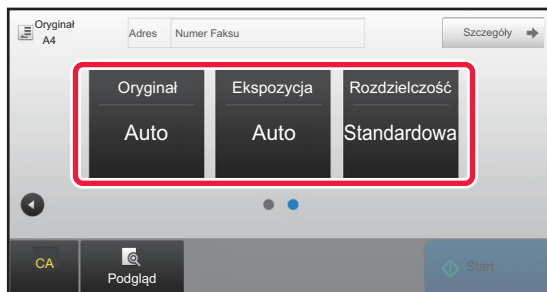 Oryginał
A4
Adres
Numer Faksu
Szczegóły
Oryginał
Auto
Ekspozycja
Auto
Rozdzielczość
Standardowa
CA
Podgląd
Start